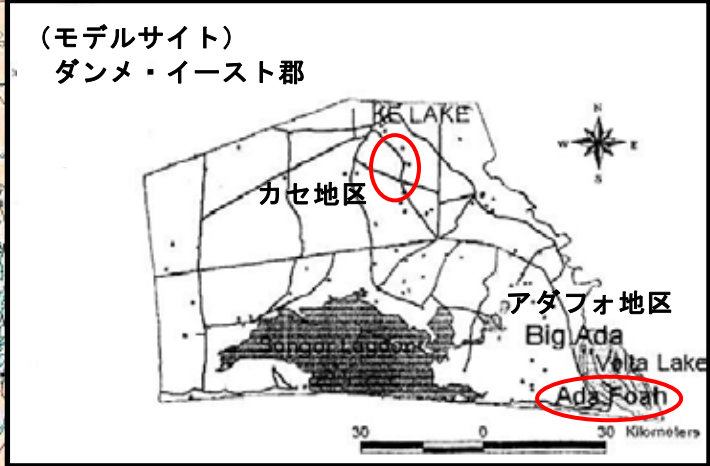 (モデルサイト)
ダンメ・イースト郡
KE LAKE
N
W E
S
カセ地区
アダフォ地区
Big Ada
Songor Lagoon
Volta Lake
Ada Foah
30 0 30 Kilometers